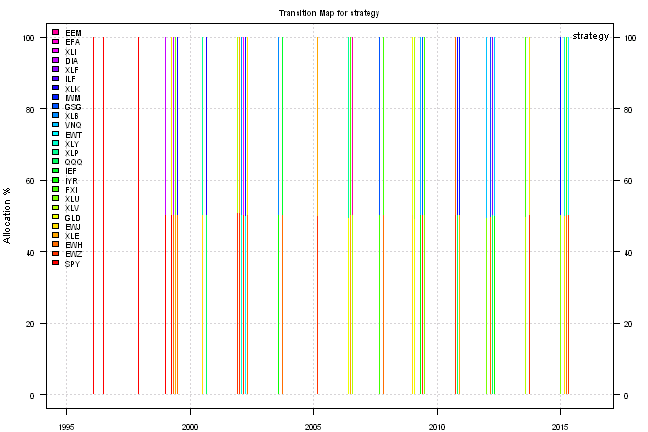 Transition Map for strategy
strategy
EEM
EFA
XLI
DIA
XLF
ILF
XLK
IWM
GSG
XLB
VNQ
EWT
XLY
XLP
QQQ
IEF
IYR
FXI
XLU
XLV
GLD
EWJ
XLE
EWH
EWZ
SPY
Allocation %
100
80
60
40
20
0
100
80
60
40
20
0
1995 2000 2005 2010 2015